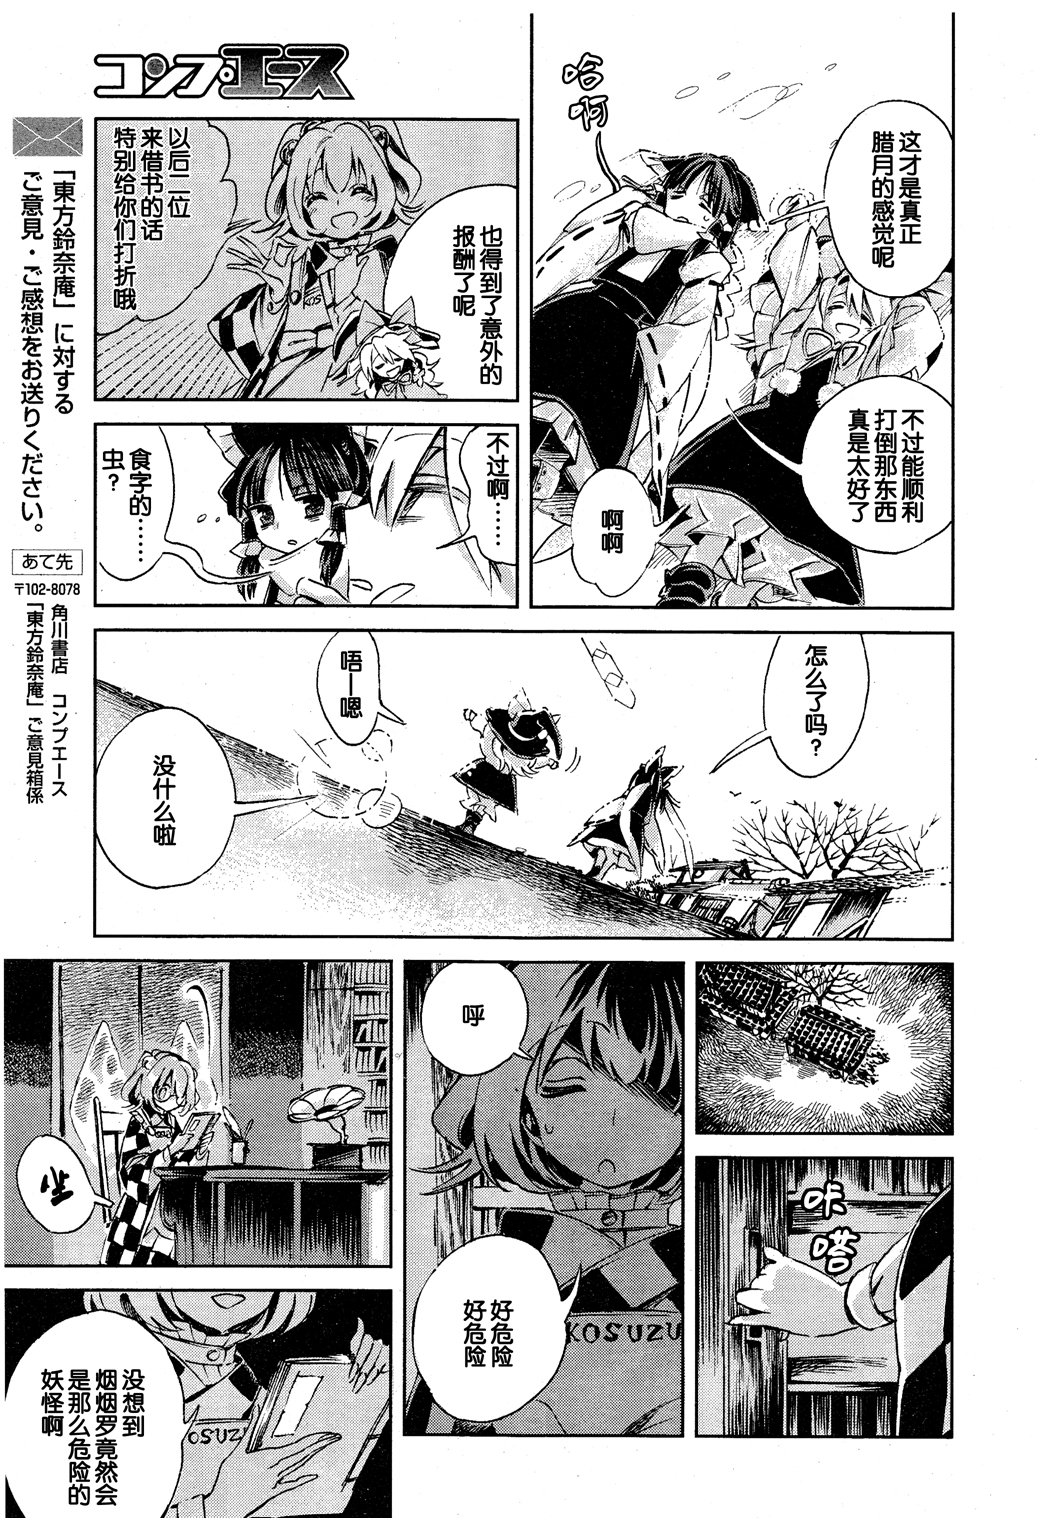 コンプエース
哈啊
这才是真正
腊月的感觉呢
不过能顺利
打倒那东西
真是太好了
啊啊
也得到了意外的
报酬了呢
以后二位
来借书的话
特别给你们打折哦
KOS
不过啊……
食字的……
虫？
怎么了吗？
唔—嗯
没什么啦
咔嗒
呼
好危险
好危险
KOSUZU
没想到
烟烟罗竟然会
是那么危险的
妖怪啊
OSUZU
「東方鈴奈庵」に対する
ご意見・ご感想をお送りください。
あて先
〒102-8078
角川書店　コンプエース
「東方鈴奈庵」ご意見箱係